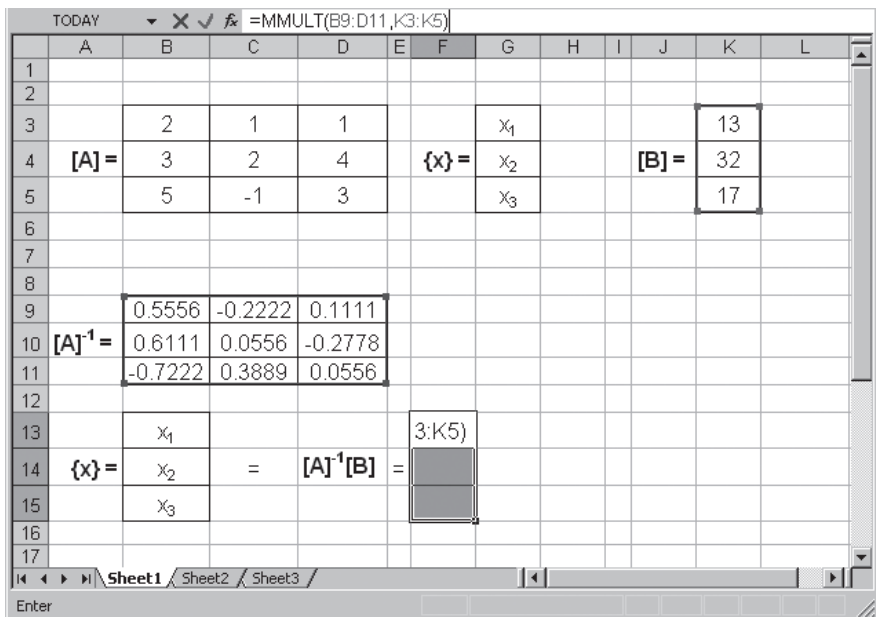 TODAY =MMULT(B9:D11,K3:K5)
A B C D E F G H I J K L
1
2
3 2 1 1 x₁ 13
4 [A] = 3 2 4 {x} = x₂ [B] = 32
5 5 -1 3 x₃ 17
6
7
8
9 0.5556 -0.2222 0.1111
10 [A]⁻¹ = 0.6111 0.0556 -0.2778
11 -0.7222 0.3889 0.0556
12
13 x₁ 3:K5)
14 {x} = x₂ = [A]⁻¹[B] =
15 x₃
16
17
Sheet1 Sheet2 Sheet3
Enter